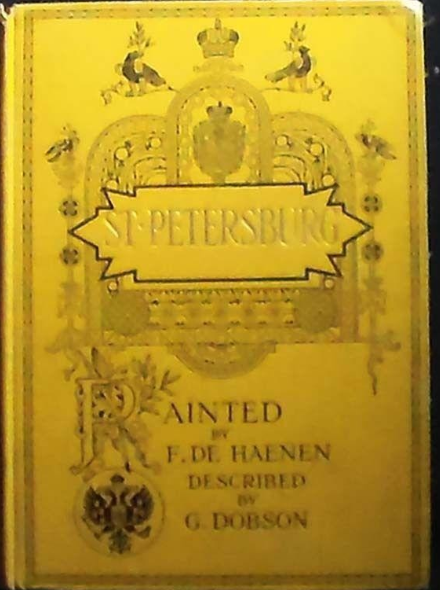 ST·PETERSBURG
PAINTED
BY
F. DE HAENEN
DESCRIBED
BY
G. DOBSON